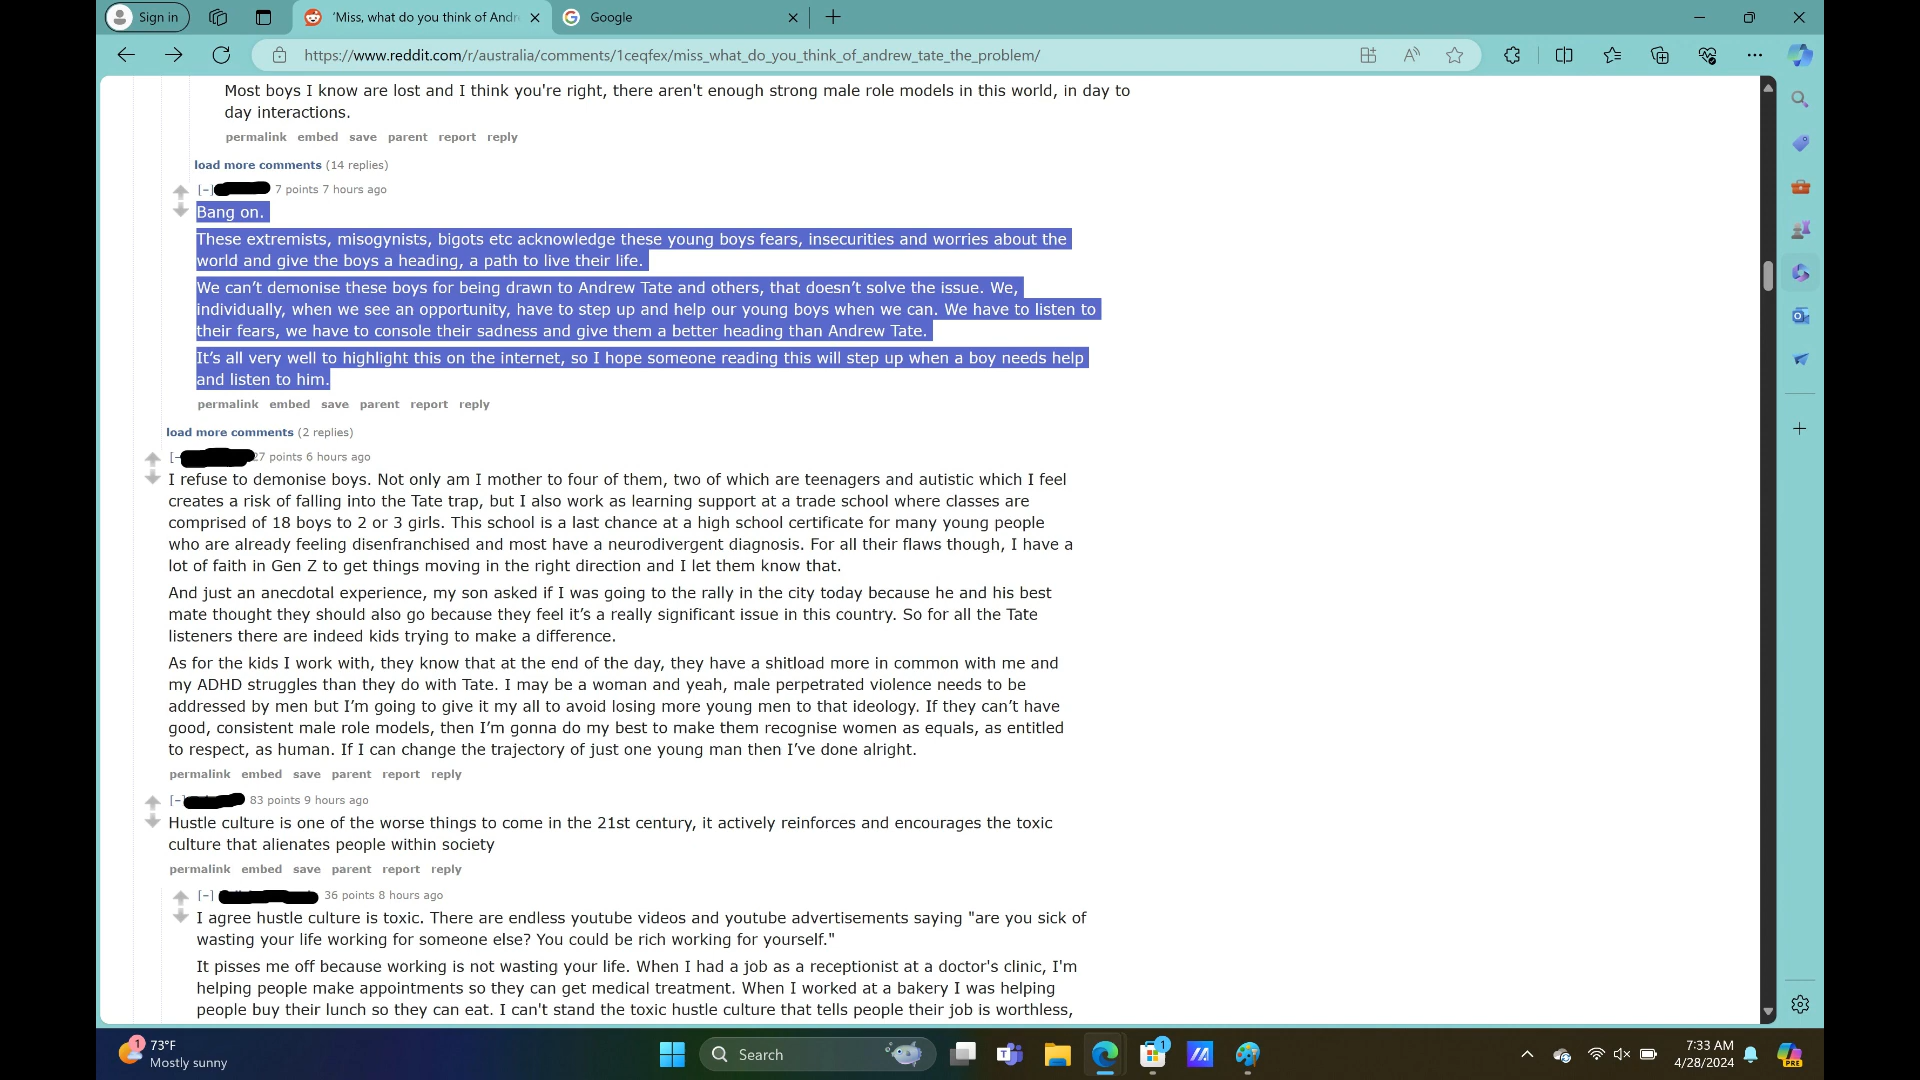 Sign in
'Miss, what do you think of Andr
Google
https://www.reddit.com/r/australia/comments/1ceqfex/miss_what_do_you_think_of_andrew_tate_the_problem/
Most boys I know are lost and I think you're right, there aren't enough strong male role models in this world, in day to
day interactions.
permalink embed save parent report reply
load more comments (14 replies)
[–] 7 points 7 hours ago
Bang on.
These extremists, misogynists, bigots etc acknowledge these young boys fears, insecurities and worries about the
world and give the boys a heading, a path to live their life.
We can’t demonise these boys for being drawn to Andrew Tate and others, that doesn’t solve the issue. We,
individually, when we see an opportunity, have to step up and help our young boys when we can. We have to listen to
their fears, we have to console their sadness and give them a better heading than Andrew Tate.
It’s all very well to highlight this on the internet, so I hope someone reading this will step up when a boy needs help
and listen to him.
permalink embed save parent report reply
load more comments (2 replies)
[– 27 points 6 hours ago
I refuse to demonise boys. Not only am I mother to four of them, two of which are teenagers and autistic which I feel
creates a risk of falling into the Tate trap, but I also work as learning support at a trade school where classes are
comprised of 18 boys to 2 or 3 girls. This school is a last chance at a high school certificate for many young people
who are already feeling disenfranchised and most have a neurodivergent diagnosis. For all their flaws though, I have a
lot of faith in Gen Z to get things moving in the right direction and I let them know that.
And just an anecdotal experience, my son asked if I was going to the rally in the city today because he and his best
mate thought they should also go because they feel it’s a really significant issue in this country. So for all the Tate
listeners there are indeed kids trying to make a difference.
As for the kids I work with, they know that at the end of the day, they have a shitload more in common with me and
my ADHD struggles than they do with Tate. I may be a woman and yeah, male perpetrated violence needs to be
addressed by men but I’m going to give it my all to avoid losing more young men to that ideology. If they can’t have
good, consistent male role models, then I’m gonna do my best to make them recognise women as equals, as entitled
to respect, as human. If I can change the trajectory of just one young man then I’ve done alright.
permalink embed save parent report reply
[–] 83 points 9 hours ago
Hustle culture is one of the worse things to come in the 21st century, it actively reinforces and encourages the toxic
culture that alienates people within society
permalink embed save parent report reply
[–] 36 points 8 hours ago
I agree hustle culture is toxic. There are endless youtube videos and youtube advertisements saying "are you sick of
wasting your life working for someone else? You could be rich working for yourself."
It pisses me off because working is not wasting your life. When I had a job as a receptionist at a doctor's clinic, I'm
helping people make appointments so they can get medical treatment. When I worked at a bakery I was helping
people buy their lunch so they can eat. I can't stand the toxic hustle culture that tells people their job is worthless,
1
73°F
Mostly sunny
Search
1
7:33 AM
4/28/2024
PRE